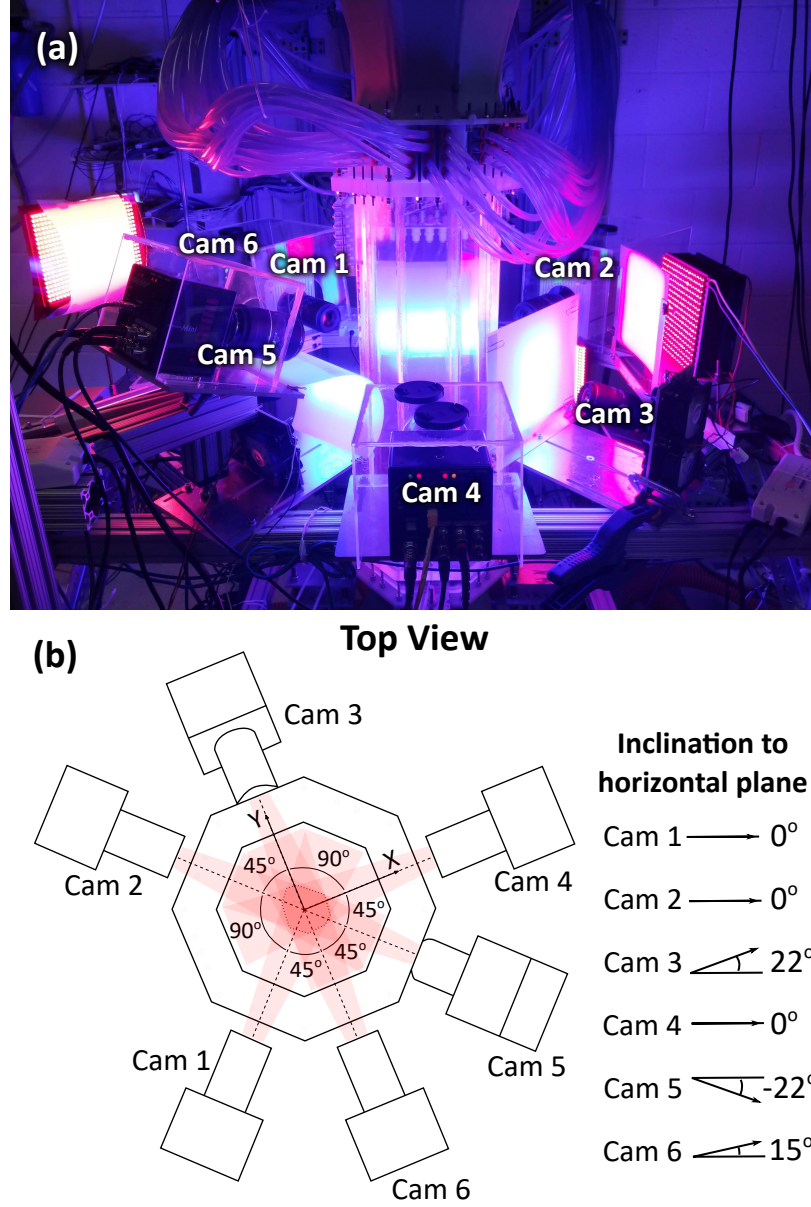 (a)
Cam 6
Cam 1
Cam 2
Cam 5
Cam 3
Cam 4
Top View
(b)
Cam 3
Inclination to
horizontal plane
Cam 1 0°
Cam 2 0°
Cam 3 22°
Cam 4 0°
Cam 5 -22°
Cam 6 15°
Y
X
45°
90°
Cam 2
Cam 4
45°
90°
45°
45°
Cam 1
Cam 5
Cam 6